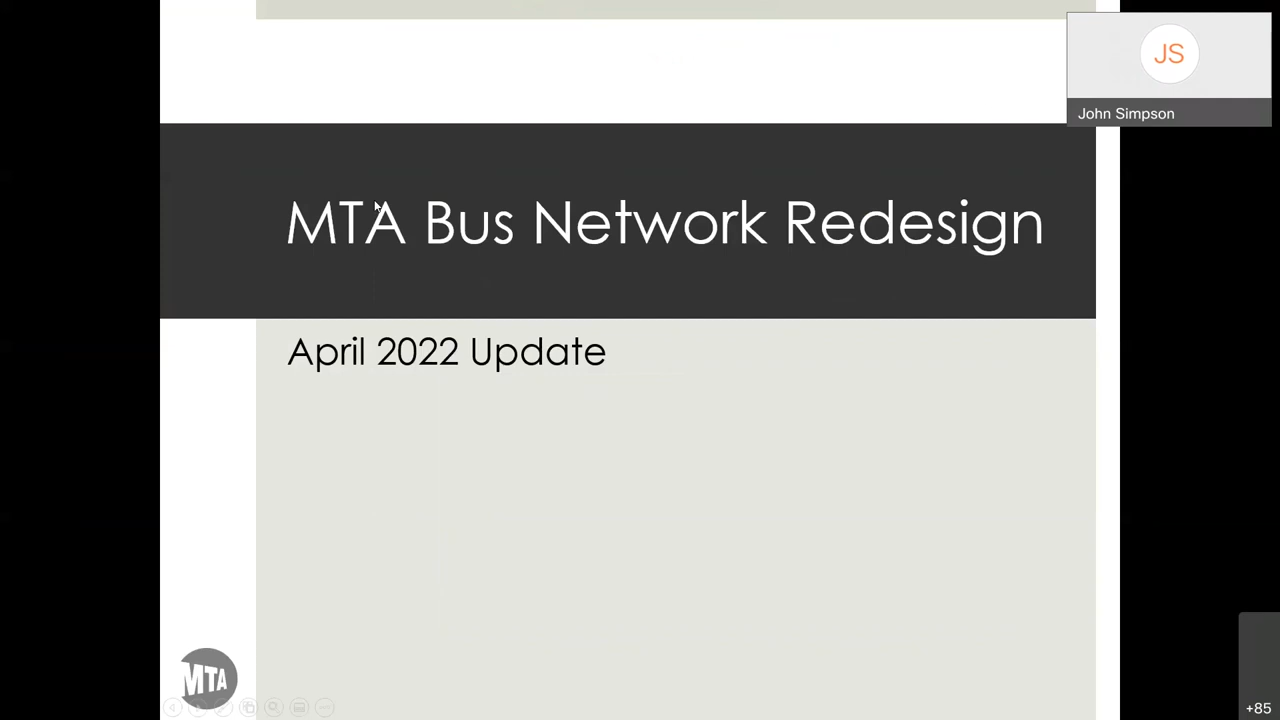 JS
John Simpson
MTA Bus Network Redesign
April 2022 Update
MTA
+85